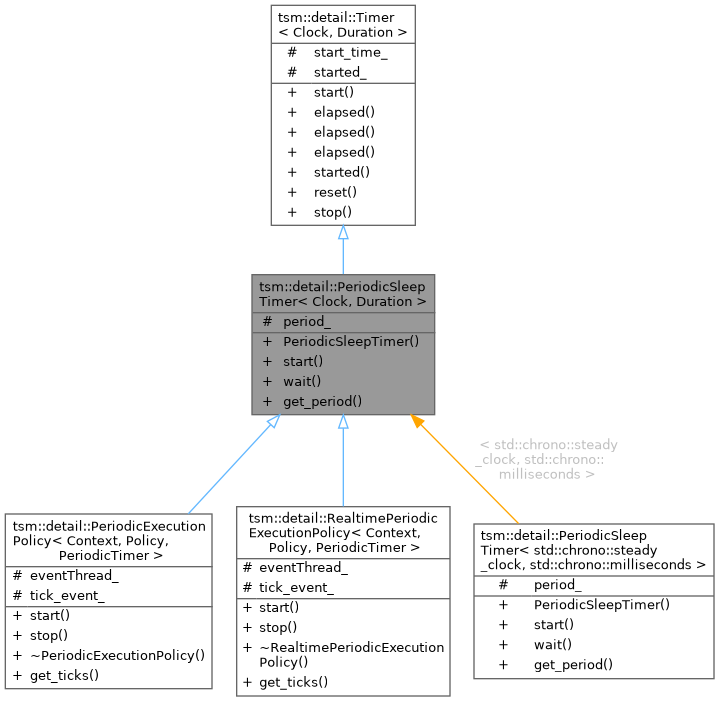 tsm::detail::Timer
< Clock, Duration >
# start_time_
# started_
+ start()
+ elapsed()
+ elapsed()
+ elapsed()
+ started()
+ reset()
+ stop()
tsm::detail::PeriodicSleep
Timer< Clock, Duration >
# period_
+ PeriodicSleepTimer()
+ start()
+ wait()
+ get_period()
< std::chrono::steady
_clock, std::chrono::
milliseconds >
tsm::detail::PeriodicExecution
Policy< Context, Policy,
PeriodicTimer >
# eventThread_
# tick_event_
+ start()
+ stop()
+ ~PeriodicExecutionPolicy()
+ get_ticks()
tsm::detail::RealtimePeriodic
ExecutionPolicy< Context,
Policy, PeriodicTimer >
# eventThread_
# tick_event_
+ start()
+ stop()
+ ~RealtimePeriodicExecution
Policy()
+ get_ticks()
tsm::detail::PeriodicSleep
Timer< std::chrono::steady
_clock, std::chrono::milliseconds >
# period_
+ PeriodicSleepTimer()
+ start()
+ wait()
+ get_period()